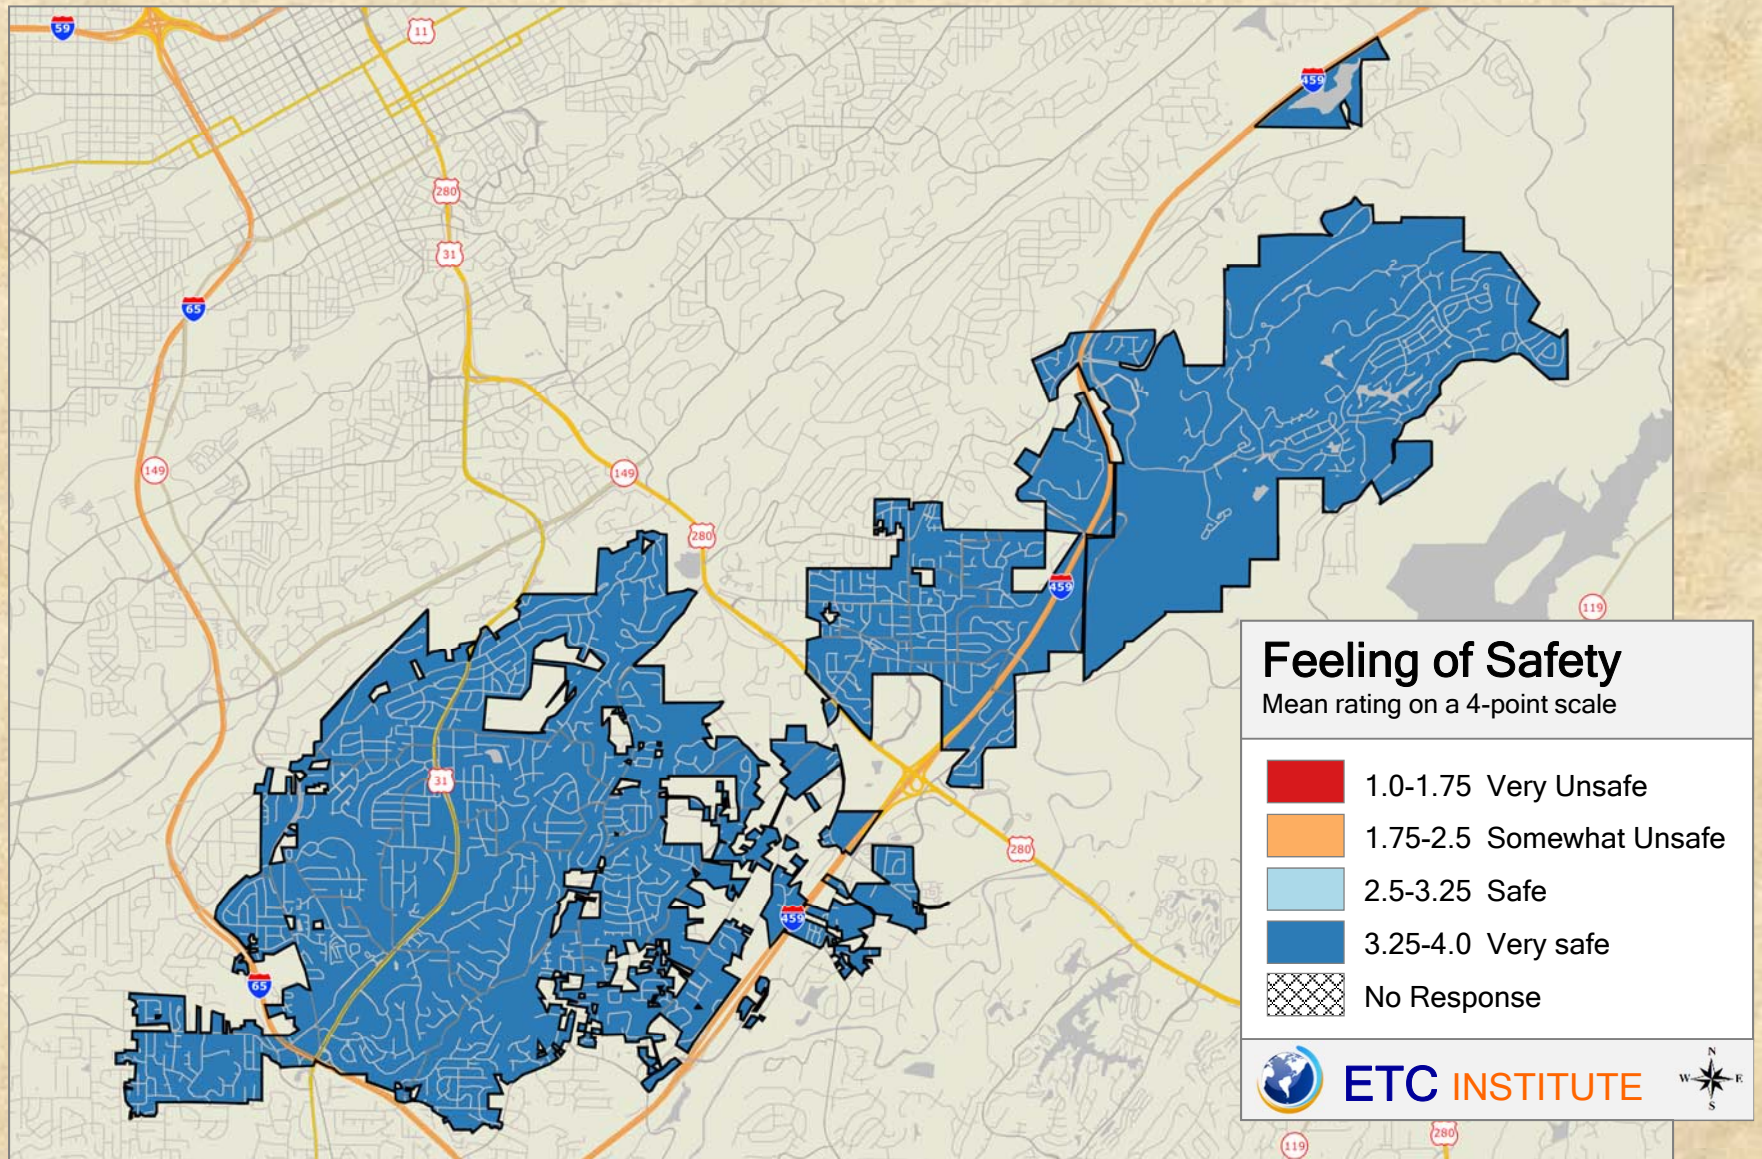 59
11
459
280
31
65
149
149
280
459
119
Feeling of Safety
Mean rating on a 4-point scale
31
1.0-1.75 Very Unsafe
1.75-2.5 Somewhat Unsafe
280
2.5-3.25 Safe
459
3.25-4.0 Very safe
65
No Response
N
W E
S
ETC INSTITUTE
280
119